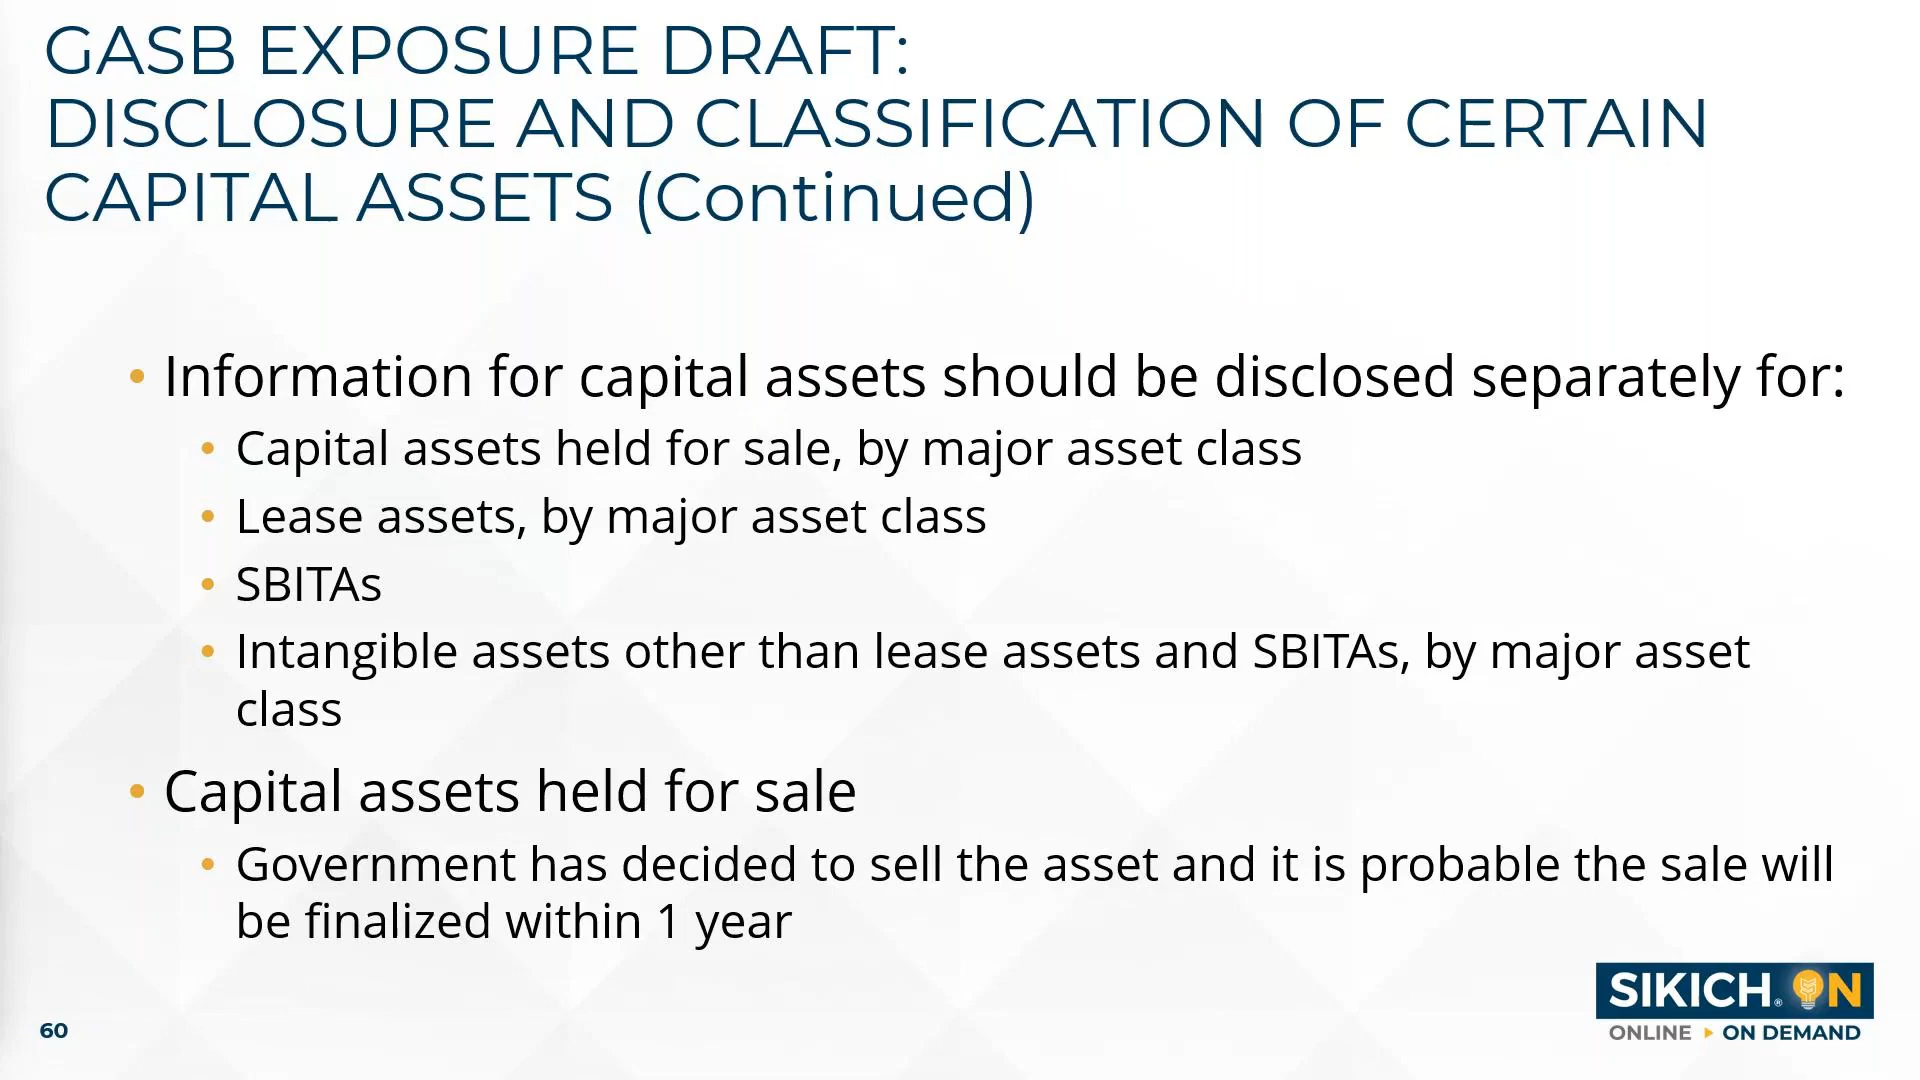 GASB EXPOSURE DRAFT:
DISCLOSURE AND CLASSIFICATION OF CERTAIN
CAPITAL ASSETS (Continued)
• Information for capital assets should be disclosed separately for:
• Capital assets held for sale, by major asset class
• Lease assets, by major asset class
• SBITAs
• Intangible assets other than lease assets and SBITAs, by major asset
class
• Capital assets held for sale
• Government has decided to sell the asset and it is probable the sale will
be finalized within 1 year
SIKICH® ON
ONLINE ▸ ON DEMAND
60